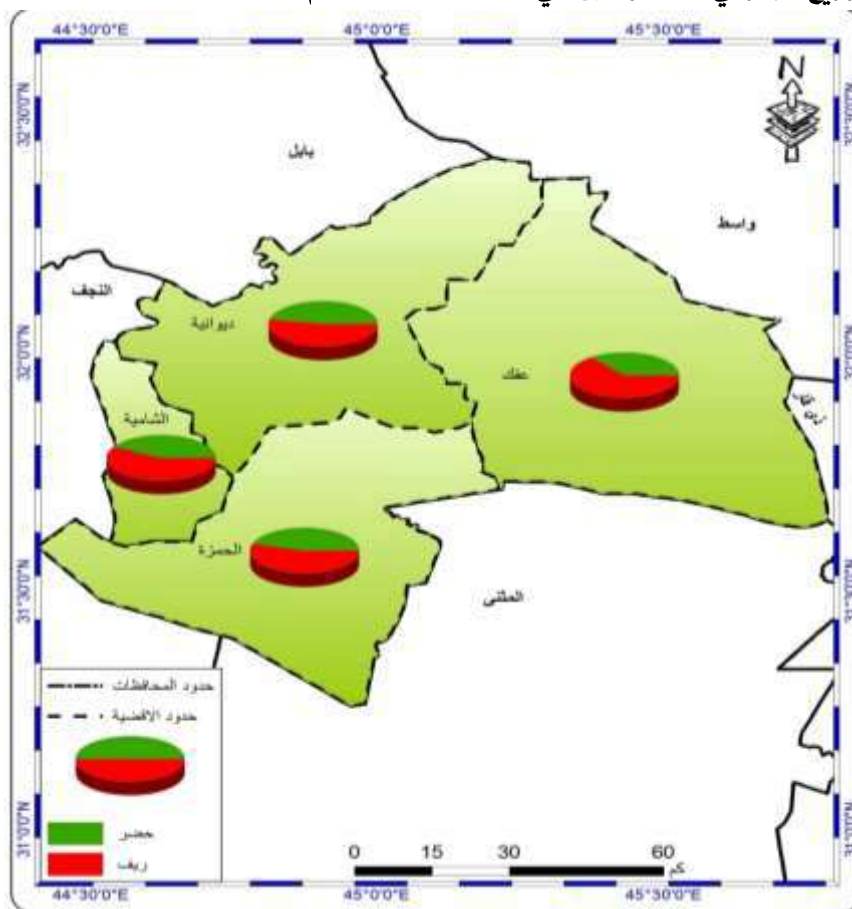 44°30'0"E 45°0'0"E 45°30'0"E
32°30'0"N
32°0'0"N
31°30'0"N
31°0'0"N
N
بابل
واسط
النجف
ديوانية
عفك
الشامية
الحمزة
المثنى
حدود المحافظات
حدود الاقضية
حضر
ريف
0 15 30 60
كم
44°30'0"E 45°0'0"E 45°30'0"E